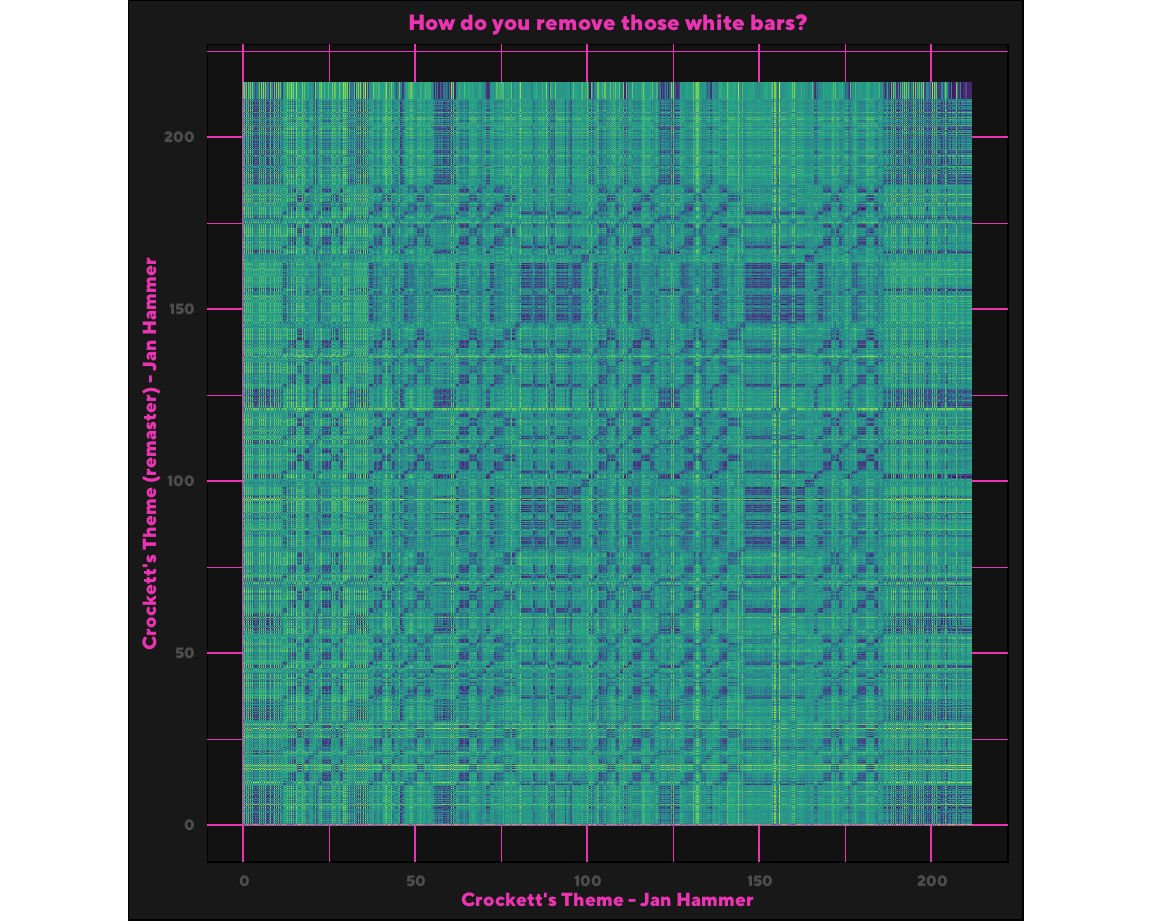 How do you remove those white bars?
Crockett's Theme (remaster) - Jan Hammer
200
150
100
50
0
0 50 100 150 200
Crockett's Theme - Jan Hammer